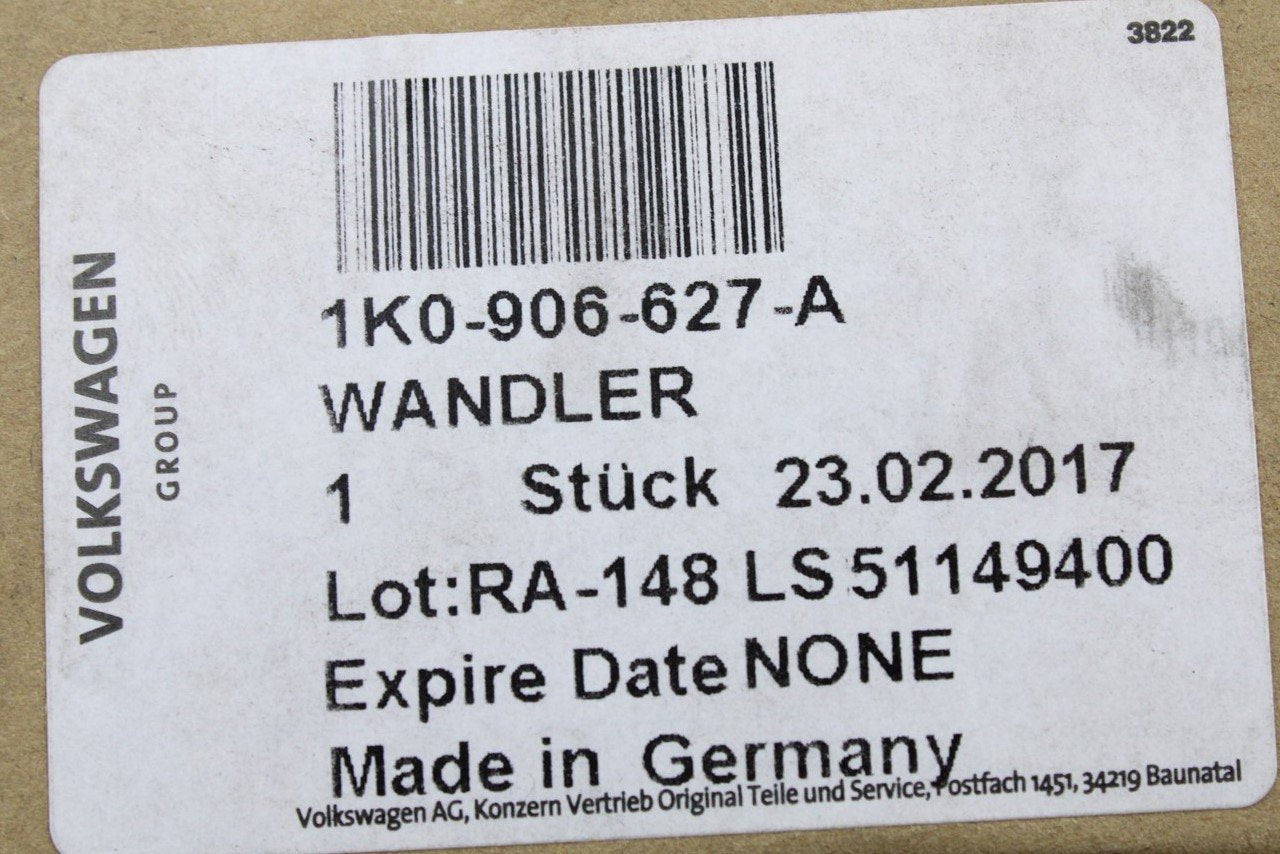 3822
VOLKSWAGEN
GROUP
1K0-906-627-A
WANDLER
1 Stück 23.02.2017
Lot:RA-148 LS 51149400
Expire Date NONE
Made in Germany
Volkswagen AG, Konzern Vertrieb Original Teile und Service, Postfach 1451, 34219 Baunatal